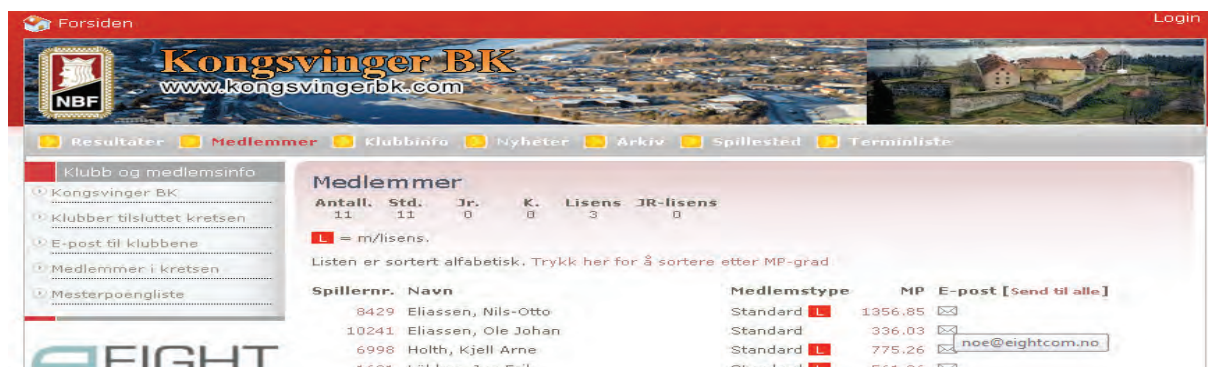 Forsiden
Login
NBF
Kongsvinger BK
www.kongsvingerbk.com
Resultater Medlemmer Klubbinfo Nyheter Arkiv Spillested Terminliste
Klubb og medlemsinfo
Kongsvinger BK
Klubber tilsluttet kretsen
E-post til klubbene
Medlemmer i kretsen
Mesterpoengliste
EIGHT
Medlemmer
Antall. Std. Jr. K. Lisens JR-lisens
11 11 0 0 3 0
L = m/lisens.
Listen er sortert alfabetisk. Trykk her for å sortere etter MP-grad
Spillernr. Navn Medlemstype MP E-post [Send til alle]
8429 Eliassen, Nils-Otto Standard L 1356.85
10241 Eliassen, Ole Johan Standard 336.03
noe@eightcom.no
6998 Holth, Kjell Arne Standard L 775.26